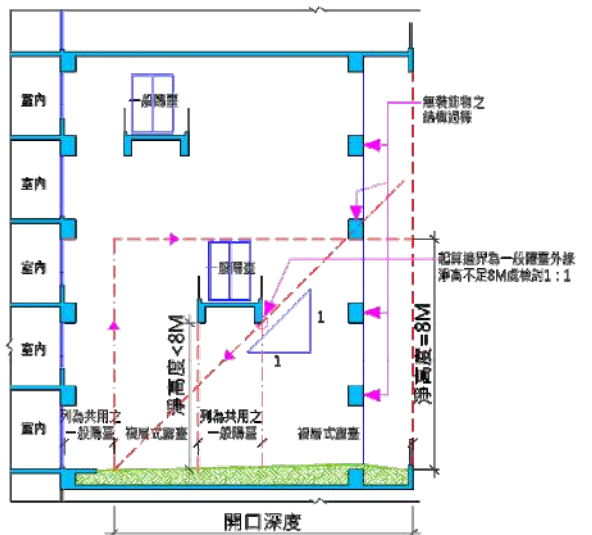 室內
一般陽臺
無裝飾物之
結構過樑
室內
室內
一般陽臺
起算邊界為一般陽臺外緣
淨高不足8M處檢討1：1
淨高度<8M
1
1
淨高度=8M
室內
列為共用之
一般陽臺
複層式露臺
列為共用之
一般陽臺
複層式露臺
室內
開口深度